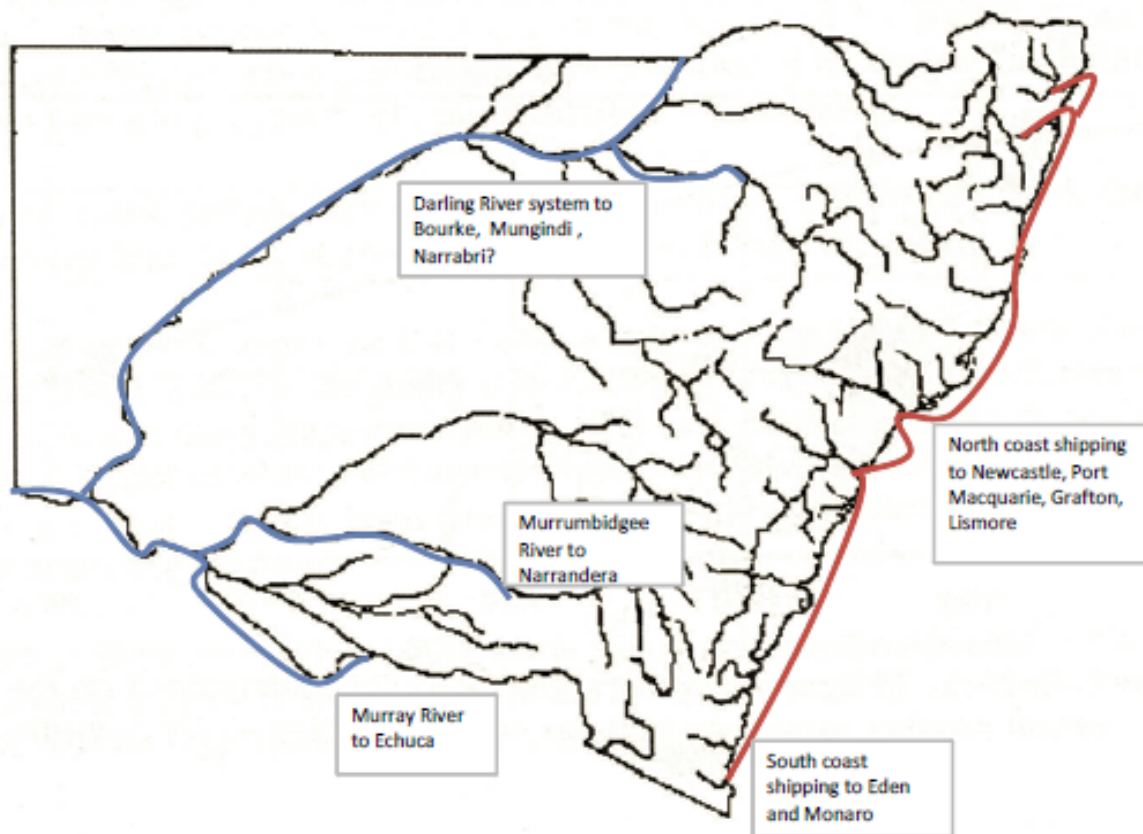 Darling River system to
Bourke, Mungindi ,
Narrabri?
North coast shipping
to Newcastle, Port
Macquarie, Grafton,
Lismore
Murrumbidgee
River to
Narrandera
Murray River
to Echuca
South coast
shipping to Eden
and Monaro